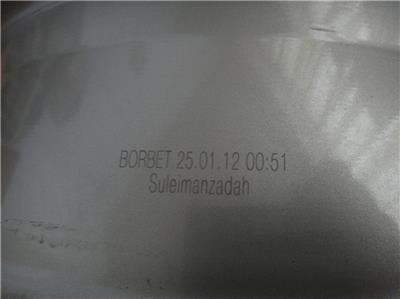 BORBET 25.01.12 00:51
Suleimanzadah